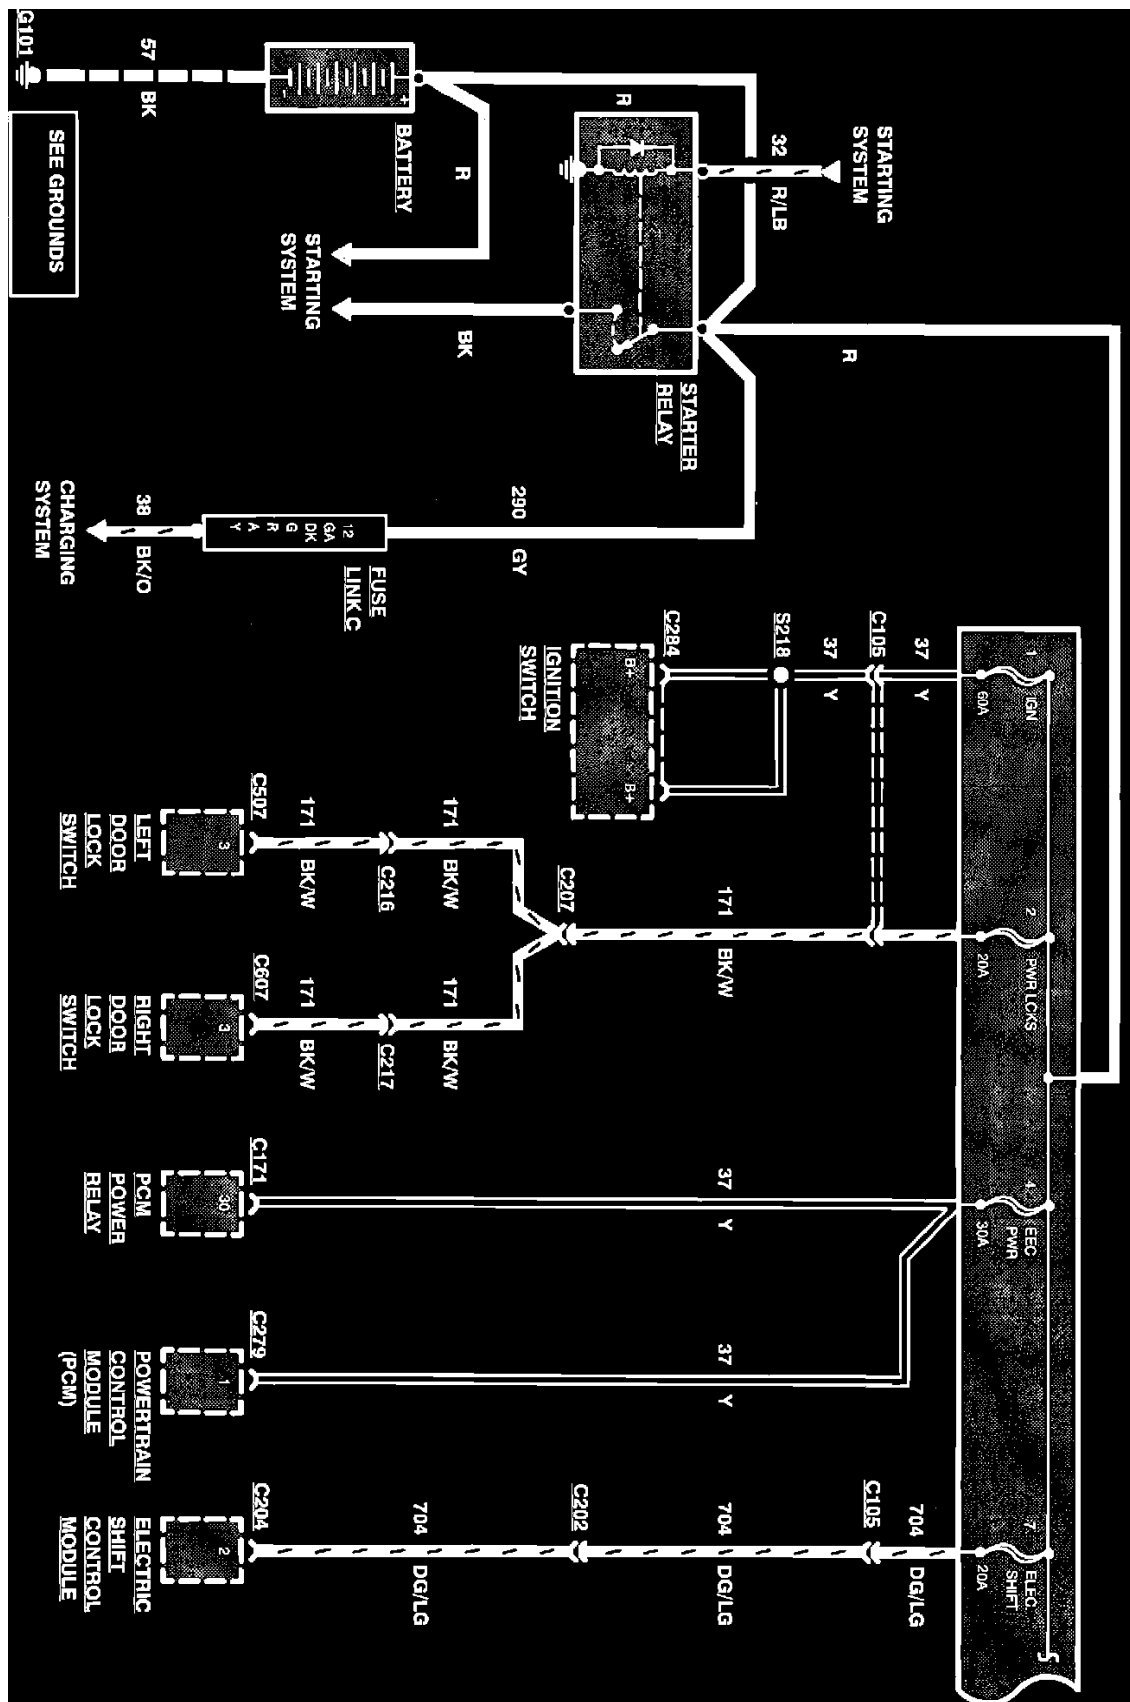 STARTING
SYSTEM
32
R/LB
R
R
STARTER
RELAY
BK
STARTING
SYSTEM
R
BATTERY
57
BK
G101
SEE GROUNDS
290
GY
FUSE
LINK C
12
GA
DK
G
R
A
Y
38
BK/O
CHARGING
SYSTEM
1
IGN
60A
37
Y
C105
37
Y
S218
C284
B+
B+
IGNITION
SWITCH
2
PWR LCKS
20A
171
BK/W
C207
171
BK/W
171
BK/W
C216
C217
171
BK/W
171
BK/W
C507
C607
3
3
LEFT
DOOR
LOCK
SWITCH
RIGHT
DOOR
LOCK
SWITCH
4
EEC
PWR
30A
37
Y
37
Y
C171
C279
30
1
PCM
POWER
RELAY
POWERTRAIN
CONTROL
MODULE
(PCM)
7
ELEC
SHIFT
20A
704
DG/LG
C105
704
DG/LG
C202
704
DG/LG
C204
2
ELECTRIC
SHIFT
CONTROL
MODULE